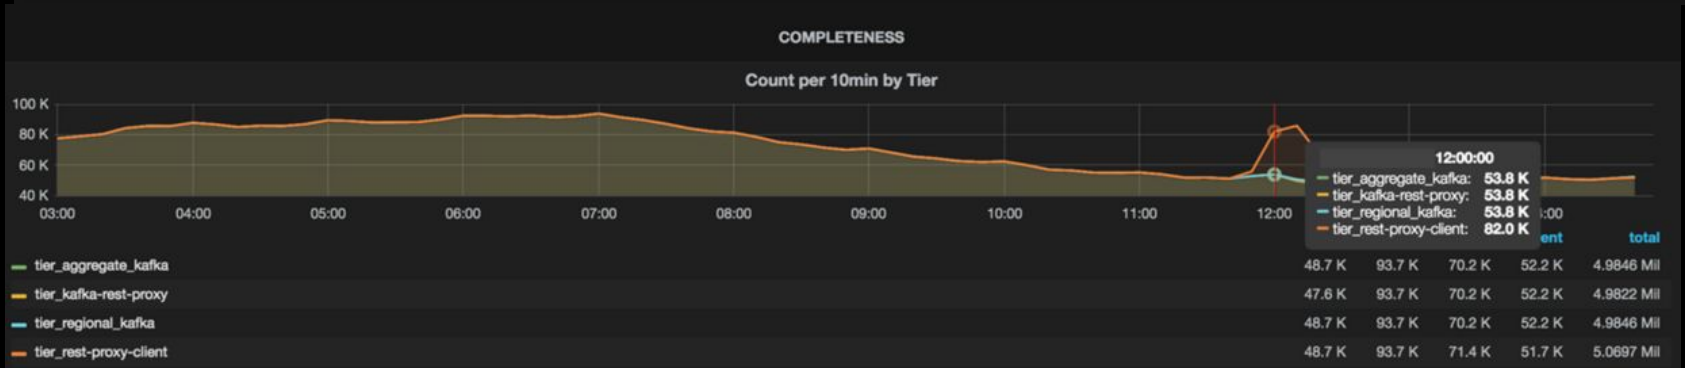 COMPLETENESS
Count per 10min by Tier
100 K
80 K
60 K
40 K
03:00 04:00 05:00 06:00 07:00 08:00 09:00 10:00 11:00 12:00 :00
12:00:00
tier_aggregate_kafka: 53.8 K
tier_kafka-rest-proxy: 53.8 K
tier_regional_kafka: 53.8 K
tier_rest-proxy-client: 82.0 K
ent total
tier_aggregate_kafka 48.7 K 93.7 K 70.2 K 52.2 K 4.9846 Mil
tier_kafka-rest-proxy 47.6 K 93.7 K 70.2 K 52.2 K 4.9822 Mil
tier_regional_kafka 48.7 K 93.7 K 70.2 K 52.2 K 4.9846 Mil
tier_rest-proxy-client 48.7 K 93.7 K 71.4 K 51.7 K 5.0697 Mil